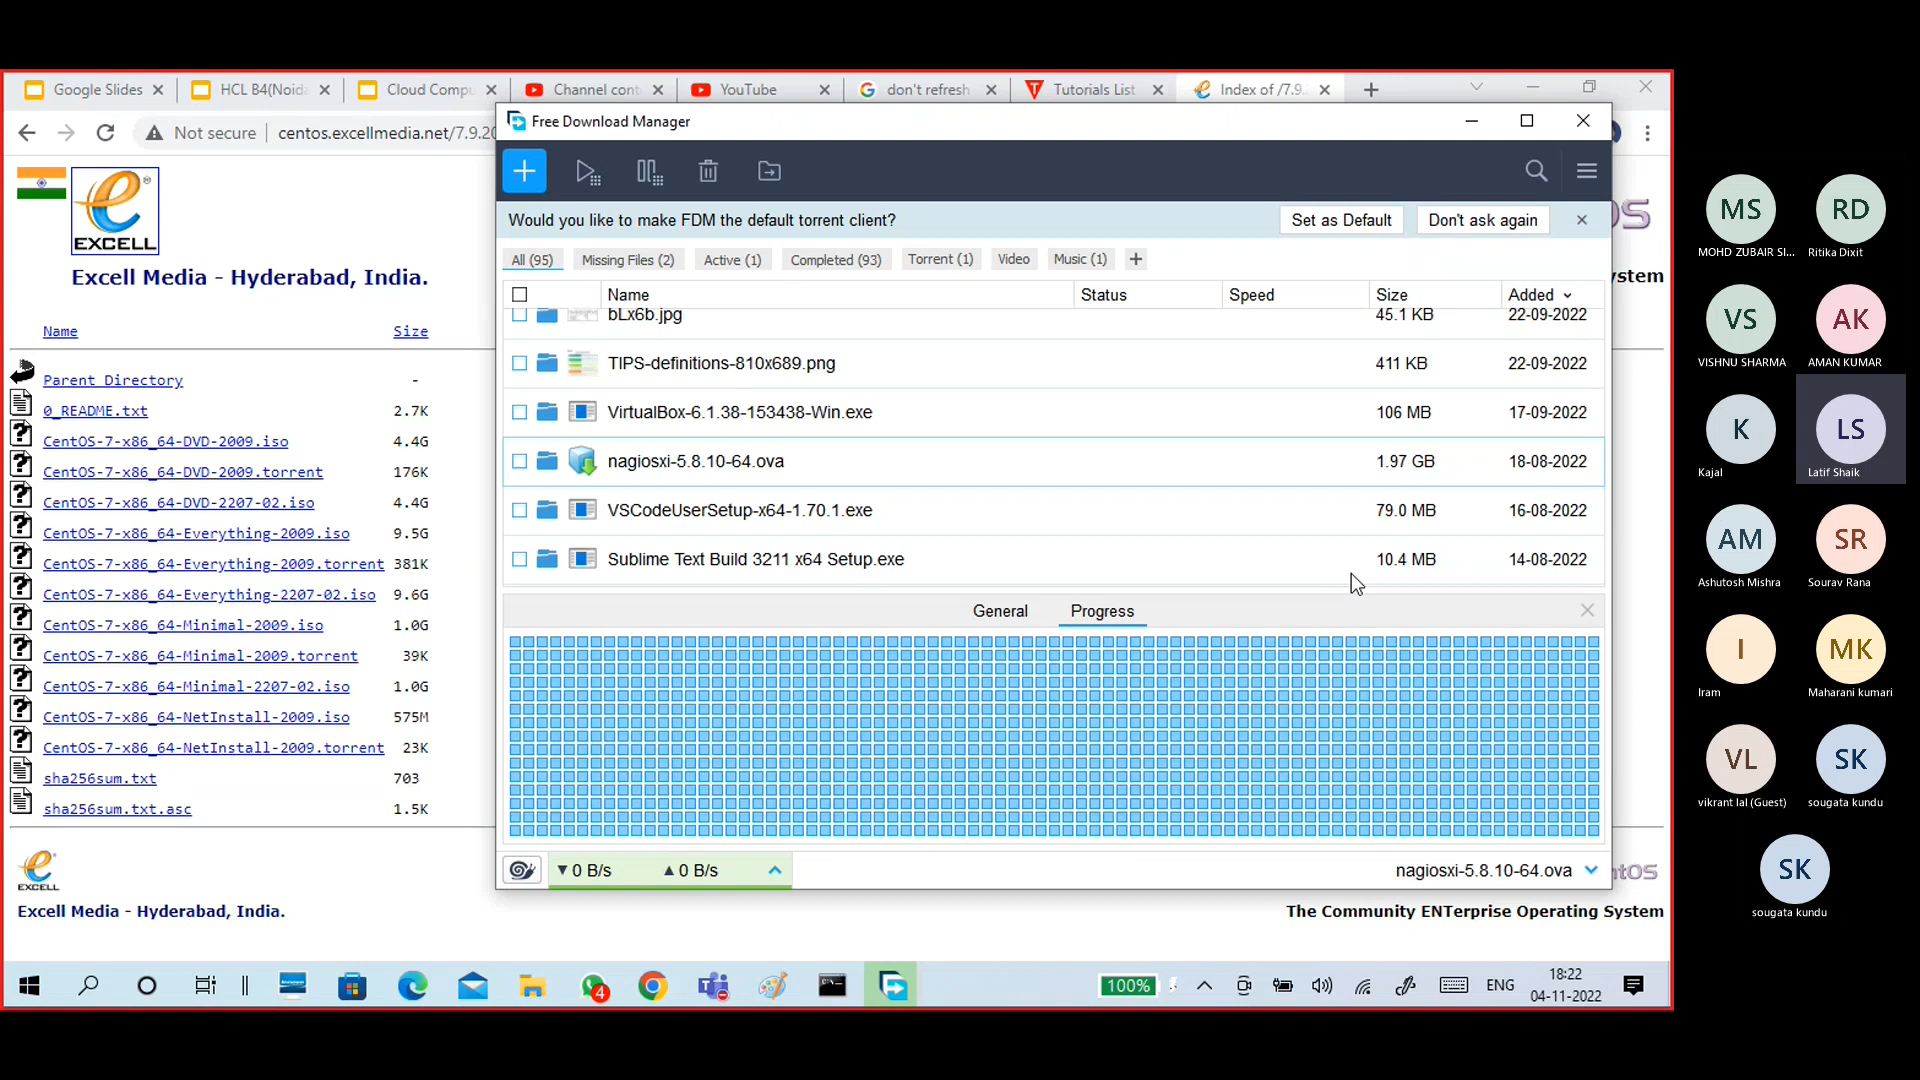 Google Slides
HCL B4(Noida
Cloud Compu
Channel cont
YouTube
don't refresh
Tutorials List
Index of /7.9.
Free Download Manager
Not secure
centos.excellmedia.net/7.9.20
EXCELL
Excell Media - Hyderabad, India.
ystem
Name Size
Parent Directory -
0_README.txt 2.7K
CentOS-7-x86_64-DVD-2009.iso 4.4G
CentOS-7-x86_64-DVD-2009.torrent 176K
CentOS-7-x86_64-DVD-2207-02.iso 4.4G
CentOS-7-x86_64-Everything-2009.iso 9.5G
CentOS-7-x86_64-Everything-2009.torrent 381K
CentOS-7-x86_64-Everything-2207-02.iso 9.6G
CentOS-7-x86_64-Minimal-2009.iso 1.0G
CentOS-7-x86_64-Minimal-2009.torrent 39K
CentOS-7-x86_64-Minimal-2207-02.iso 1.0G
CentOS-7-x86_64-NetInstall-2009.iso 575M
CentOS-7-x86_64-NetInstall-2009.torrent 23K
sha256sum.txt 703
sha256sum.txt.asc 1.5K
EXCELL
Excell Media - Hyderabad, India.
Would you like to make FDM the default torrent client? Set as Default Don't ask again
OS
All (95) Missing Files (2) Active (1) Completed (93) Torrent (1) Video Music (1)
Name Status Speed Size Added
bLx6b.jpg 45.1 KB 22-09-2022
TIPS-definitions-810x689.png 411 KB 22-09-2022
VirtualBox-6.1.38-153438-Win.exe 106 MB 17-09-2022
nagiosxi-5.8.10-64.ova 1.97 GB 18-08-2022
VSCodeUserSetup-x64-1.70.1.exe 79.0 MB 16-08-2022
Sublime Text Build 3211 x64 Setup.exe 10.4 MB 14-08-2022
General Progress
0 B/s 0 B/s nagiosxi-5.8.10-64.ova
ntOS
The Community ENTerprise Operating System
4
100%
ENG
18:22
04-11-2022
MS RD
MOHD ZUBAIR SI... Ritika Dixit
VS AK
VISHNU SHARMA AMAN KUMAR
K LS
Kajal Latif Shaik
AM SR
Ashutosh Mishra Sourav Rana
I MK
Iram Maharani kumari
VL SK
vikrant lal (Guest) sougata kundu
SK
sougata kundu